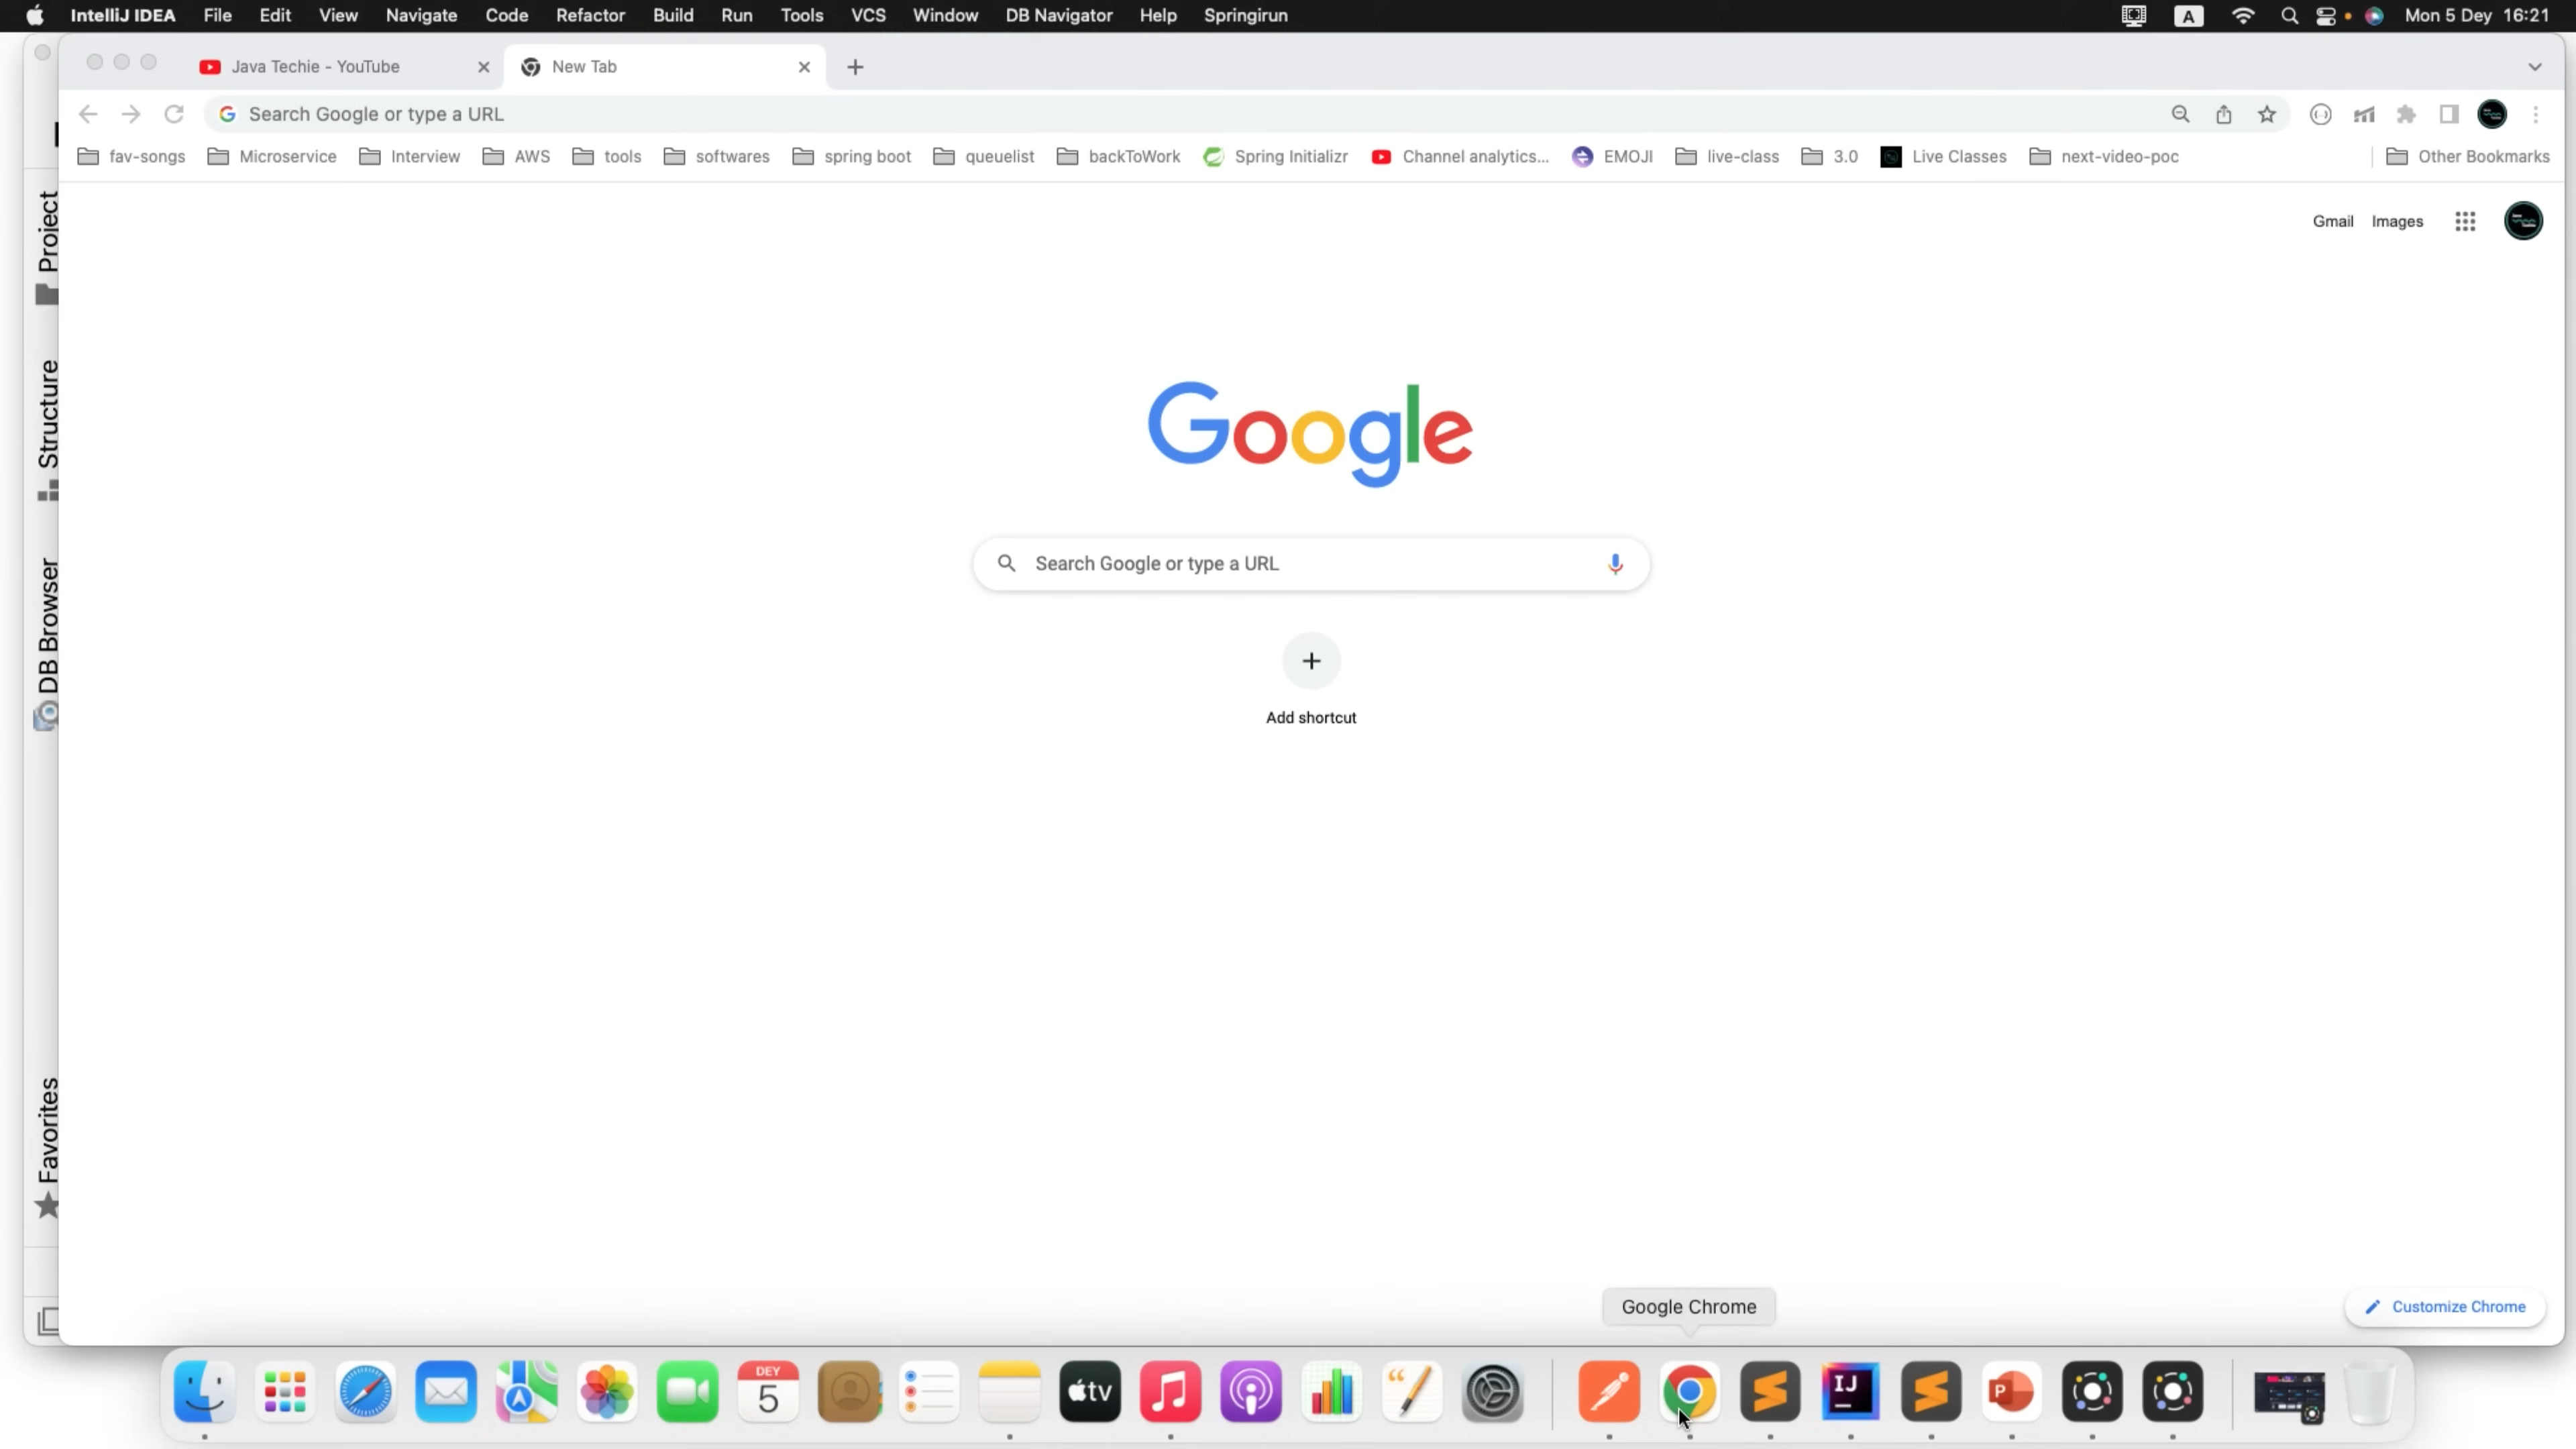 IntelliJ IDEA File Edit View Navigate Code Refactor Build Run Tools VCS Window DB Navigator Help Springirun A Mon 5 Dey 16:21
Java Techie - YouTube New Tab
Search Google or type a URL
fav-songs Microservice Interview AWS tools softwares spring boot queuelist backToWork Spring Initializr Channel analytics... EMOJI live-class 3.0 Live Classes next-video-poc Other Bookmarks
Gmail Images
Project
Structure
DB Browser
Favorites
Google
Search Google or type a URL
Add shortcut
Google Chrome
Customize Chrome
DEY
5
tv
IJ
P